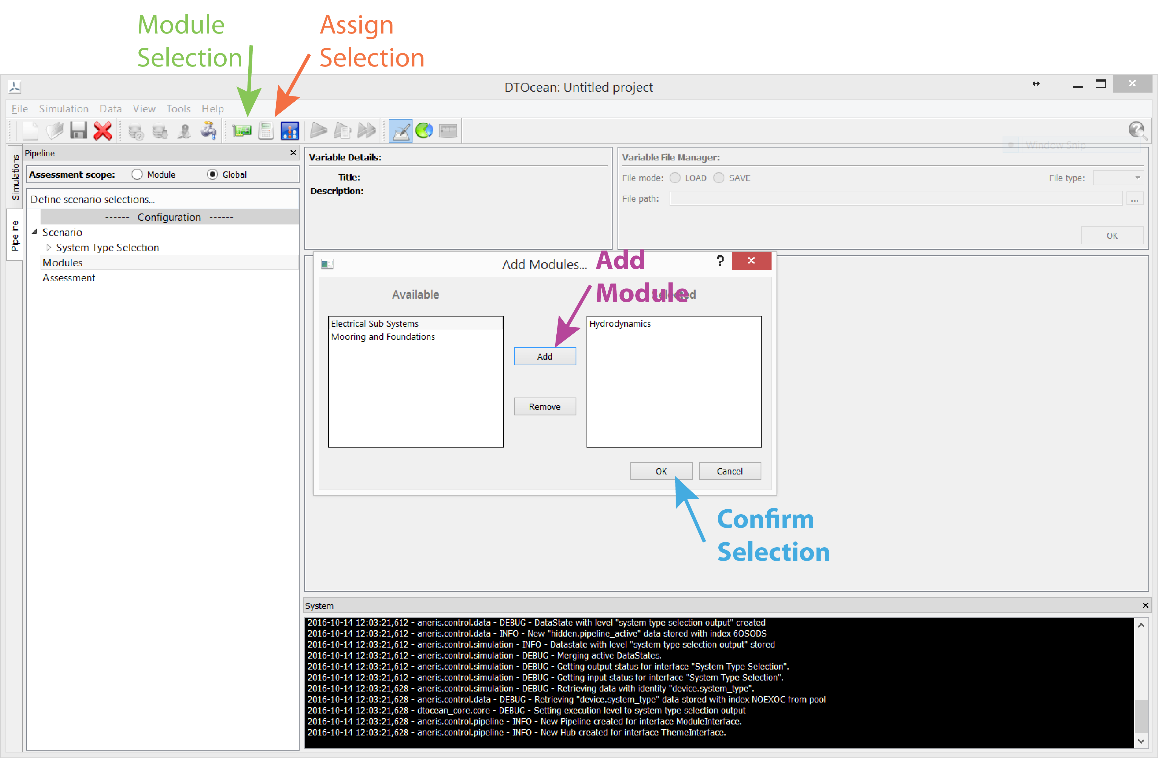 Module
Selection
Assign
Selection
DTOcean: Untitled project
File Simulation Data View Tools Help
Simulations
Pipeline
Pipeline
Assessment scope: Module Global
Define scenario selections...
------ Configuration ------
Scenario
System Type Selection
Modules
Assessment
Variable Details:
Title:
Description:
Variable File Manager:
File mode: LOAD SAVE File type:
File path: ...
OK
Window Snip
Add Modules... ?
Add
Module
Available
Electrical Sub Systems
Mooring and Foundations
Hydrodynamics
Add
Remove
OK Cancel
Confirm
Selection
System
2016-10-14 12:03:21,612 - aneris.control.data - DEBUG - DataState with level "system type selection output" created
2016-10-14 12:03:21,612 - aneris.control.data - INFO - New "hidden.pipeline_active" data stored with index 6OSODS
2016-10-14 12:03:21,612 - aneris.control.simulation - INFO - Datastate with level "system type selection output" stored
2016-10-14 12:03:21,612 - aneris.control.simulation - DEBUG - Merging active DataStates.
2016-10-14 12:03:21,612 - aneris.control.simulation - DEBUG - Getting output status for interface "System Type Selection".
2016-10-14 12:03:21,612 - aneris.control.simulation - DEBUG - Getting input status for interface "System Type Selection".
2016-10-14 12:03:21,628 - aneris.control.simulation - DEBUG - Retrieving data with identity "device.system_type".
2016-10-14 12:03:21,628 - aneris.control.data - DEBUG - Retrieving "device.system_type" data stored with index NOEXOC from pool
2016-10-14 12:03:21,628 - dtocean_core.core - DEBUG - Setting execution level to system type selection output
2016-10-14 12:03:21,628 - aneris.control.pipeline - INFO - New Pipeline created for interface ModuleInterface.
2016-10-14 12:03:21,628 - aneris.control.pipeline - INFO - New Hub created for interface ThemeInterface.